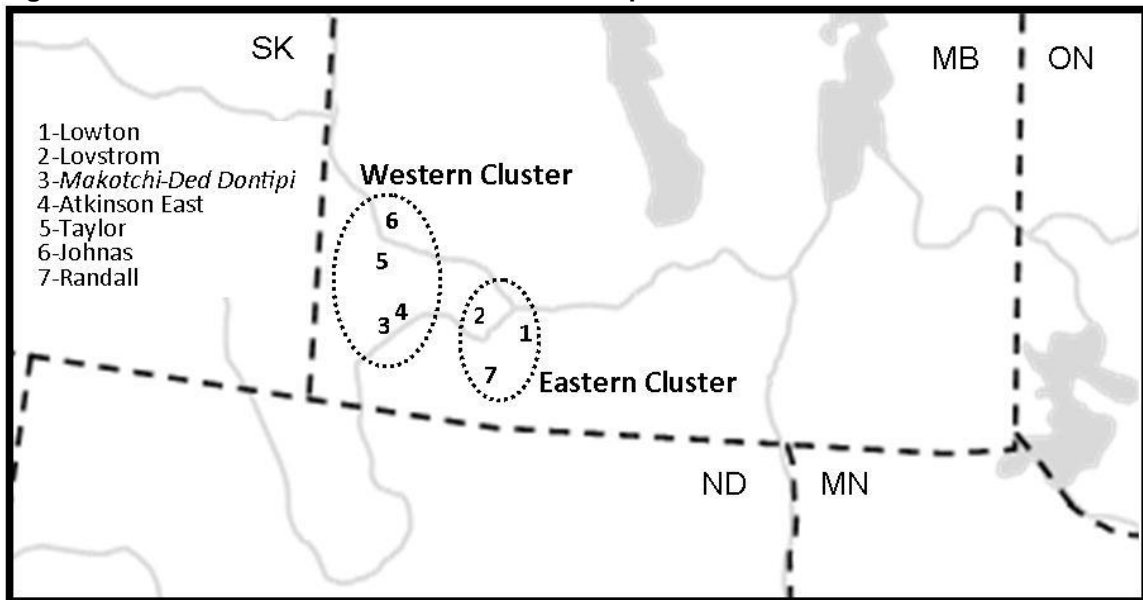 SK
MB
ON
1-Lowton
2-Lovstrom
3-Makotchi-Ded Dontipi
4-Atkinson East
5-Taylor
6-Johnas
7-Randall
Western Cluster
6
5
4
3
2
1
7
Eastern Cluster
ND
MN